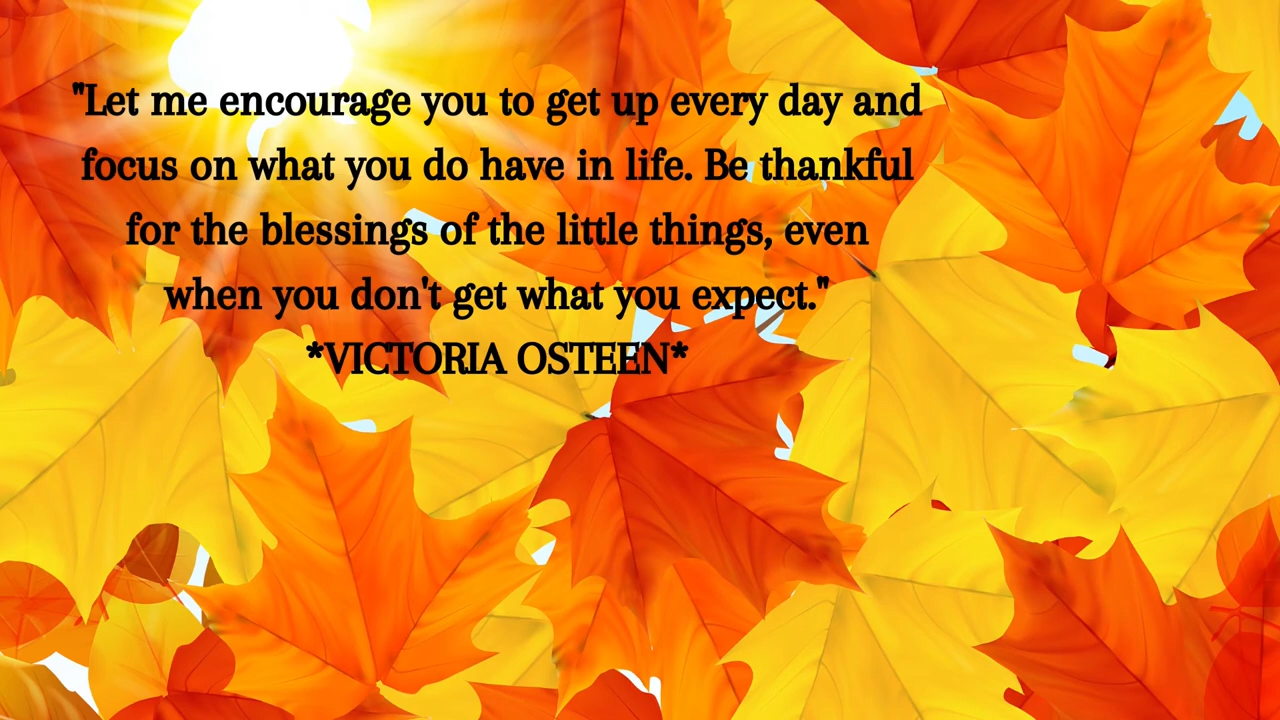 "Let me encourage you to get up every day and
focus on what you do have in life. Be thankful
for the blessings of the little things, even
when you don't get what you expect."
*VICTORIA OSTEEN*